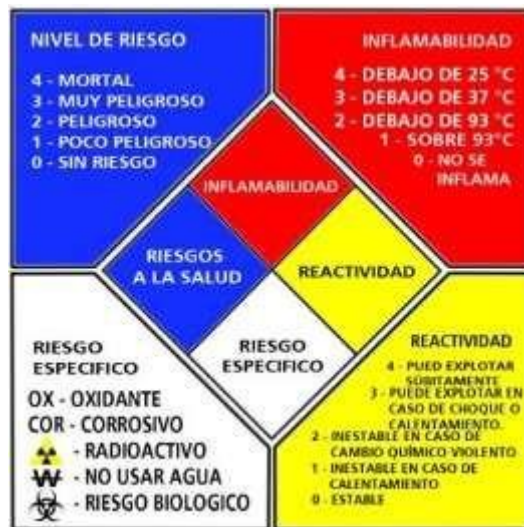 NIVEL DE RIESGO
4 - MORTAL
3 - MUY PELIGROSO
2 - PELIGROSO
1 - POCO PELIGROSO
0 - SIN RIESGO
INFLAMABILIDAD
4 - DEBAJO DE 25 °C
3 - DEBAJO DE 37 °C
2 - DEBAJO DE 93 °C
1 - SOBRE 93°C
0 - NO SE
INFLAMA
INFLAMABILIDAD
RIESGOS
A LA SALUD
REACTIVIDAD
RIESGO
ESPECIFICO
RIESGO
ESPECIFICO
OX - OXIDANTE
COR - CORROSIVO
- RADIOACTIVO
W - NO USAR AGUA
- RIESGO BIOLOGICO
REACTIVIDAD
4 - PUED EXPLOTAR
SÚBITAMENTE
3 - PUEDE EXPLOTAR EN
CASO DE CHOQUE O
CALENTAMIENTO.
2 - INESTABLE EN CASO DE
CAMBIO QUÍMICO VIOLENTO
1 - INESTABLE EN CASO DE
CALENTAMIENTO
0 - ESTABLE